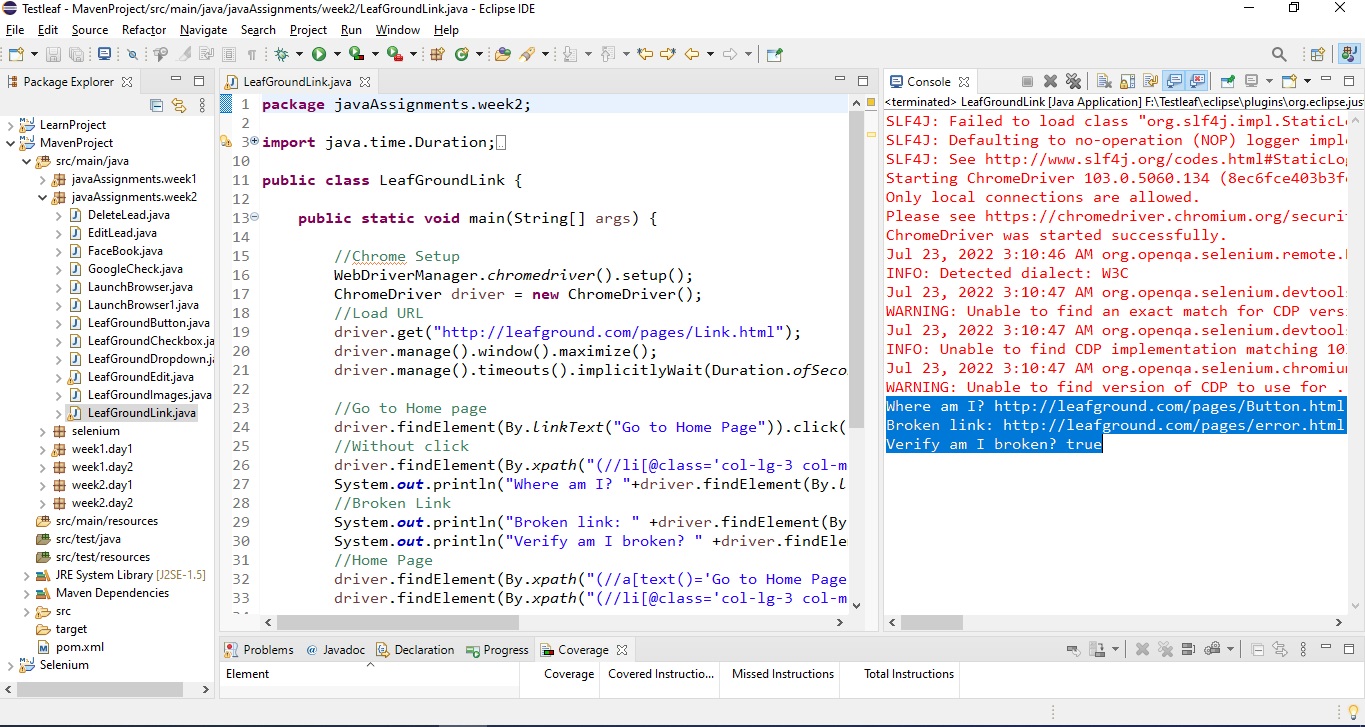 Testleaf - MavenProject/src/main/java/javaAssignments/week2/LeafGroundLink.java - Eclipse IDE
File Edit Source Refactor Navigate Search Project Run Window Help
Package Explorer
LearnProject
MavenProject
src/main/java
javaAssignments.week1
javaAssignments.week2
DeleteLead.java
EditLead.java
FaceBook.java
GoogleCheck.java
LaunchBrowser.java
LaunchBrowser1.java
LeafGroundButton.java
LeafGroundCheckbox.ja
LeafGroundDropdown.j
LeafGroundEdit.java
LeafGroundImages.java
LeafGroundLink.java
selenium
week1.day1
week1.day2
week2.day1
week2.day2
src/main/resources
src/test/java
src/test/resources
JRE System Library [J2SE-1.5]
Maven Dependencies
src
target
pom.xml
Selenium
LeafGroundLink.java
1 package javaAssignments.week2;
2
3 import java.time.Duration;
10
11 public class LeafGroundLink {
12
13 public static void main(String[] args) {
14
15 //Chrome Setup
16 WebDriverManager.chromedriver().setup();
17 ChromeDriver driver = new ChromeDriver();
18 //Load URL
19 driver.get("http://leafground.com/pages/Link.html");
20 driver.manage().window().maximize();
21 driver.manage().timeouts().implicitlyWait(Duration.ofSeco
22
23 //Go to Home page
24 driver.findElement(By.linkText("Go to Home Page")).click(
25 //Without click
26 driver.findElement(By.xpath("(//li[@class='col-lg-3 col-m
27 System.out.println("Where am I? "+driver.findElement(By.l
28 //Broken Link
29 System.out.println("Broken link: " +driver.findElement(By
30 System.out.println("Verify am I broken? " +driver.findEle
31 //Home Page
32 driver.findElement(By.xpath("(//a[text()='Go to Home Page
33 driver.findElement(By.xpath("(//li[@class='col-lg-3 col-m
Console
<terminated> LeafGroundLink [Java Application] F:\Testleaf\eclipse\plugins\org.eclipse.jus
SLF4J: Failed to load class "org.slf4j.impl.StaticLo
SLF4J: Defaulting to no-operation (NOP) logger imple
SLF4J: See http://www.slf4j.org/codes.html#StaticLog
Starting ChromeDriver 103.0.5060.134 (8ec6fce403b3fe
Only local connections are allowed.
Please see https://chromedriver.chromium.org/securit
ChromeDriver was started successfully.
Jul 23, 2022 3:10:46 AM org.openqa.selenium.remote.
INFO: Detected dialect: W3C
Jul 23, 2022 3:10:47 AM org.openqa.selenium.devtool
WARNING: Unable to find an exact match for CDP vers
Jul 23, 2022 3:10:47 AM org.openqa.selenium.devtool
INFO: Unable to find CDP implementation matching 10
Jul 23, 2022 3:10:47 AM org.openqa.selenium.chromiu
WARNING: Unable to find version of CDP to use for .
Where am I? http://leafground.com/pages/Button.html
Broken link: http://leafground.com/pages/error.html
Verify am I broken? true
Problems @ Javadoc Declaration Progress Coverage
Element Coverage Covered Instructio... Missed Instructions Total Instructions